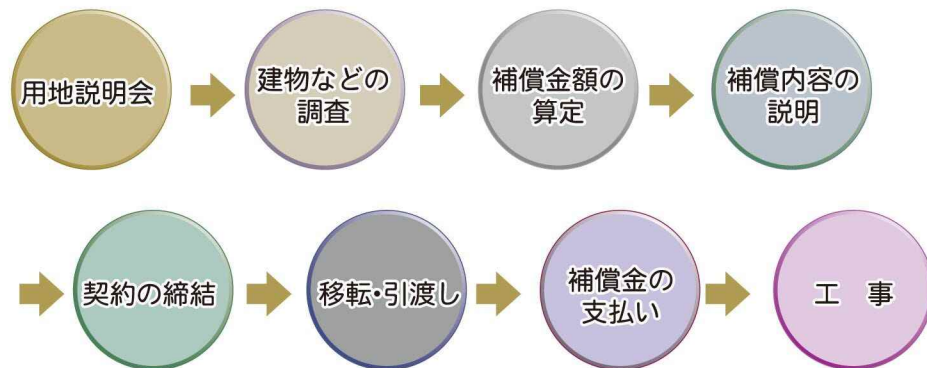 用地説明会
建物などの
調査
補償金額の
算定
補償内容の
説明
契約の締結
移転・引渡し
補償金の
支払い
工　事